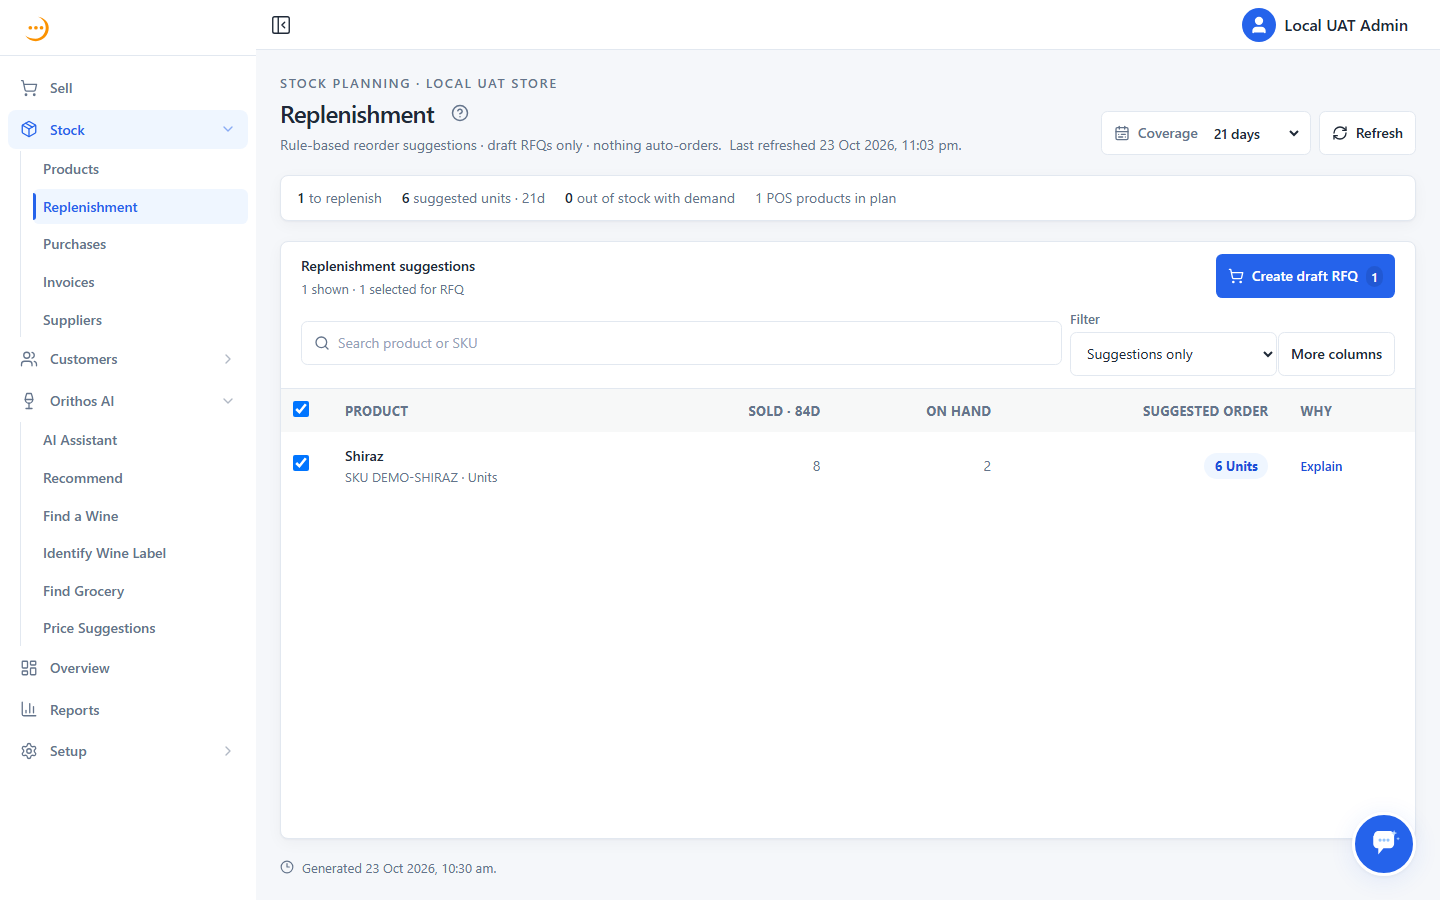 Local UAT Admin
Sell
Stock
Products
Replenishment
Purchases
Invoices
Suppliers
Customers
Orithos AI
AI Assistant
Recommend
Find a Wine
Identify Wine Label
Find Grocery
Price Suggestions
Overview
Reports
Setup
STOCK PLANNING · LOCAL UAT STORE
Replenishment
Rule-based reorder suggestions · draft RFQs only · nothing auto-orders. Last refreshed 23 Oct 2026, 11:03 pm.
Coverage 21 days
Refresh
1 to replenish 6 suggested units · 21d 0 out of stock with demand 1 POS products in plan
Replenishment suggestions
1 shown · 1 selected for RFQ
Create draft RFQ 1
Search product or SKU
Filter
Suggestions only
More columns
PRODUCT SOLD · 84D ON HAND SUGGESTED ORDER WHY
Shiraz 8 2 6 Units Explain
SKU DEMO-SHIRAZ · Units
Generated 23 Oct 2026, 10:30 am.